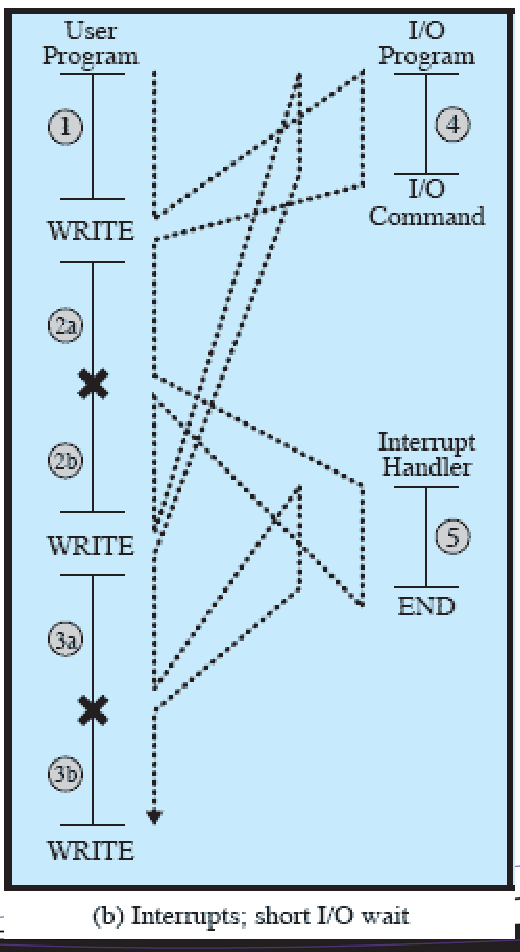 User
Program
1
WRITE
2a
2b
WRITE
3a
3b
WRITE
I/O
Program
4
I/O
Command
Interrupt
Handler
5
END
(b) Interrupts; short I/O wait